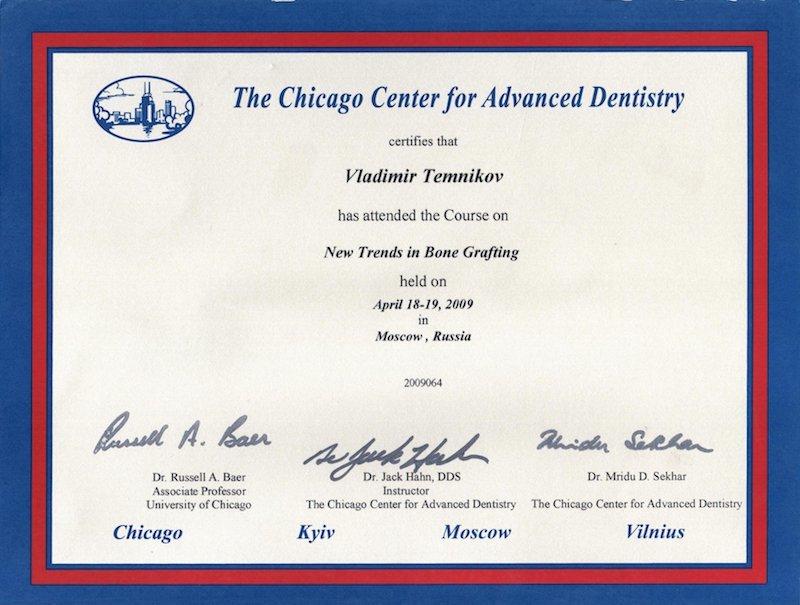 The Chicago Center for Advanced Dentistry
certifies that
Vladimir Temnikov
has attended the Course on
New Trends in Bone Grafting
held on
April 18-19, 2009
in
Moscow , Russia
2009064
Russell A. Baer
Jack Hahn
Mridu Sekhar
Dr. Russell A. Baer
Associate Professor
University of Chicago
Dr. Jack Hahn, DDS
Instructor
The Chicago Center for Advanced Dentistry
Dr. Mridu D. Sekhar
The Chicago Center for Advanced Dentistry
Chicago Kyiv Moscow Vilnius